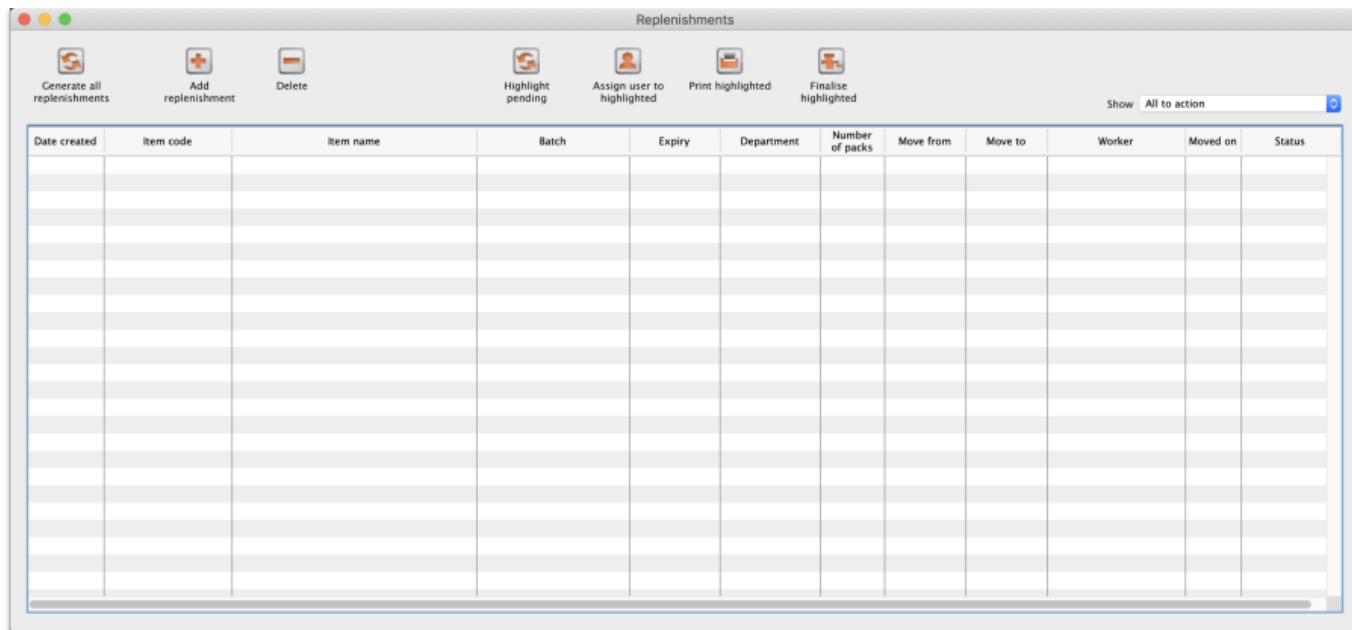 Replenishments
Generate all
replenishments
Add
replenishment
Delete
Highlight
pending
Assign user to
highlighted
Print highlighted
Finalise
highlighted
Show All to action
Date created Item code Item name Batch Expiry Department Number
of packs Move from Move to Worker Moved on Status